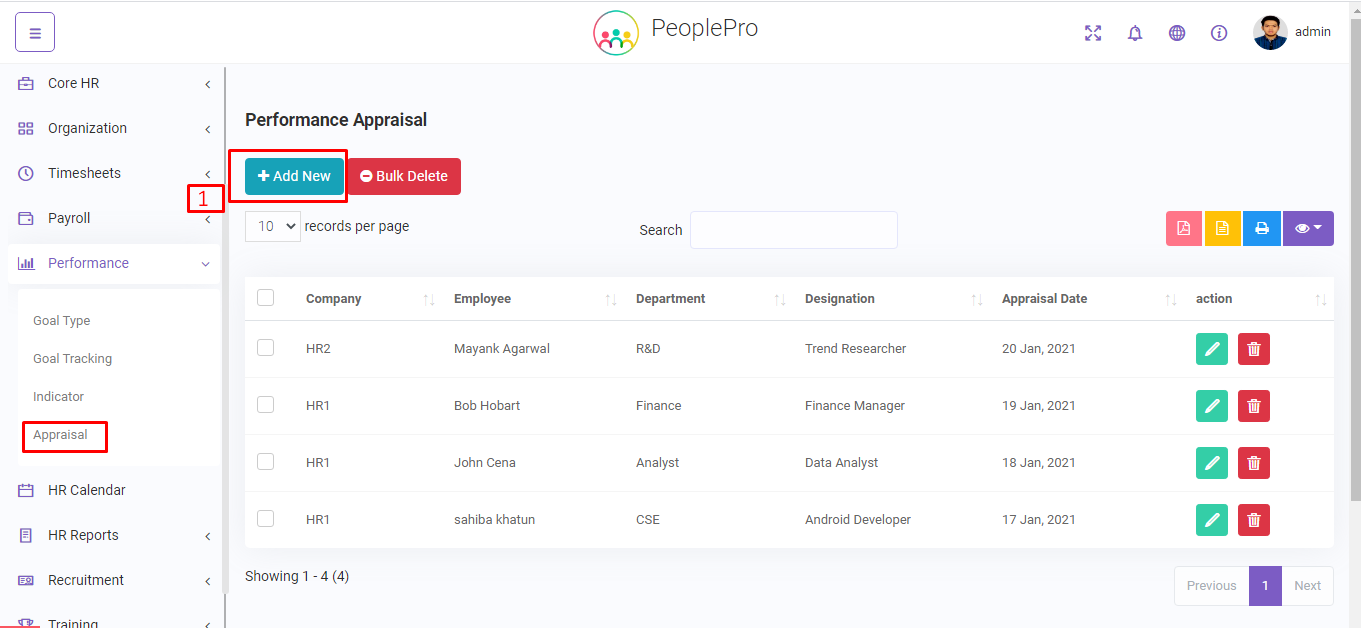 PeoplePro
admin
Core HR
Organization
Timesheets
1
Payroll
Performance
Goal Type
Goal Tracking
Indicator
Appraisal
HR Calendar
HR Reports
Recruitment
Training
Performance Appraisal
Add New Bulk Delete
10 records per page Search
Company Employee Department Designation Appraisal Date action
HR2 Mayank Agarwal R&D Trend Researcher 20 Jan, 2021
HR1 Bob Hobart Finance Finance Manager 19 Jan, 2021
HR1 John Cena Analyst Data Analyst 18 Jan, 2021
HR1 sahiba khatun CSE Android Developer 17 Jan, 2021
Showing 1 - 4 (4)
Previous 1 Next